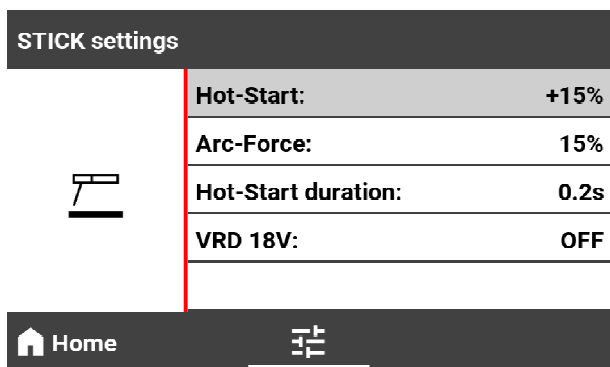 STICK settings
Hot-Start: +15%
Arc-Force: 15%
Hot-Start duration: 0.2s
VRD 18V: OFF
Home